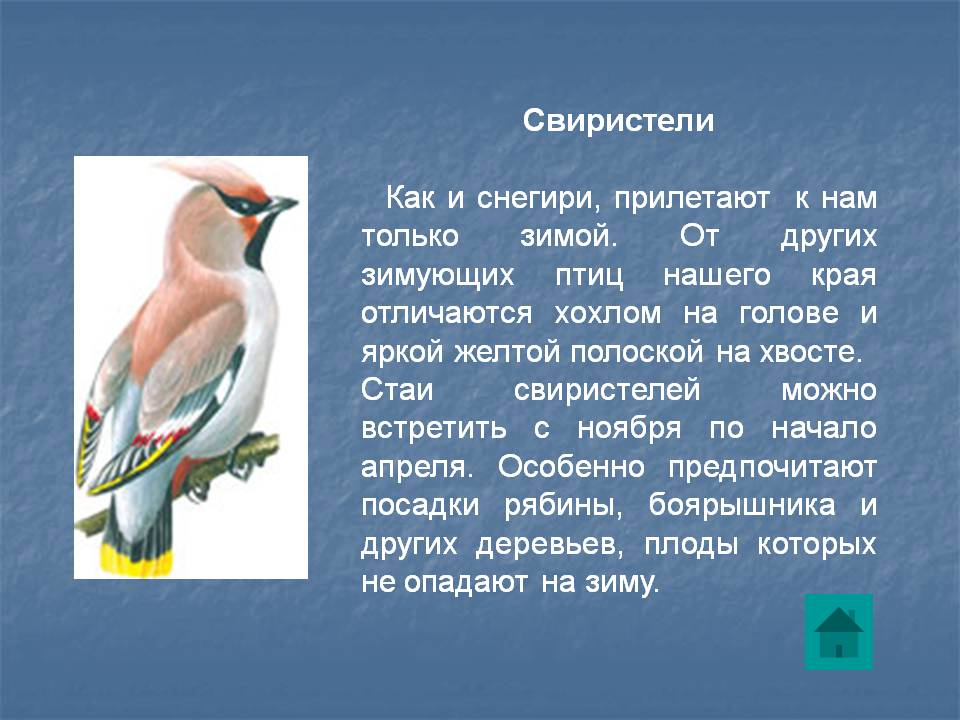 Свиристели
Как и снегири, прилетают к нам
только зимой. От других
зимующих птиц нашего края
отличаются хохлом на голове и
яркой желтой полоской на хвосте.
Стаи свиристелей можно
встретить с ноября по начало
апреля. Особенно предпочитают
посадки рябины, боярышника и
других деревьев, плоды которых
не опадают на зиму.